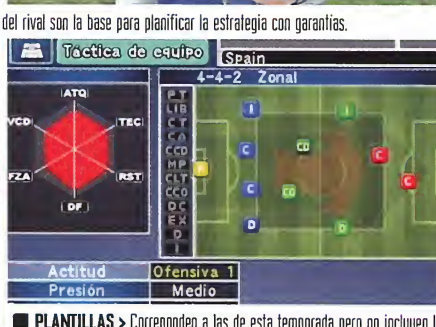 del rival son la base para planificar la estrategia con garantías.
Táctica de equipo Spain
4-4-2 Zonal
ATQ
VCD TEC
FZA RST
DF
PT
LIB
CT
CA
CCD
MP
CLT
CCO
DC
EX
D
I
I I
C CD C
P
C CD C
D D
Actitud Ofensiva 1
Presión Medio
PLANTILLAS > Corresponden a las de esta temporada pero no incluyen